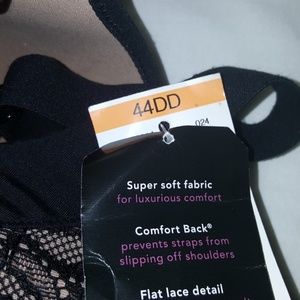 44DD
024
Super soft fabric
for luxurious comfort
Comfort Back®
prevents straps from
slipping off shoulders
Flat lace detail